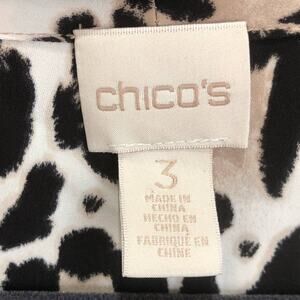 chico's
3
MADE IN
CHINA
HECHO EN
CHINA
FABRIQUÉ EN
CHINE